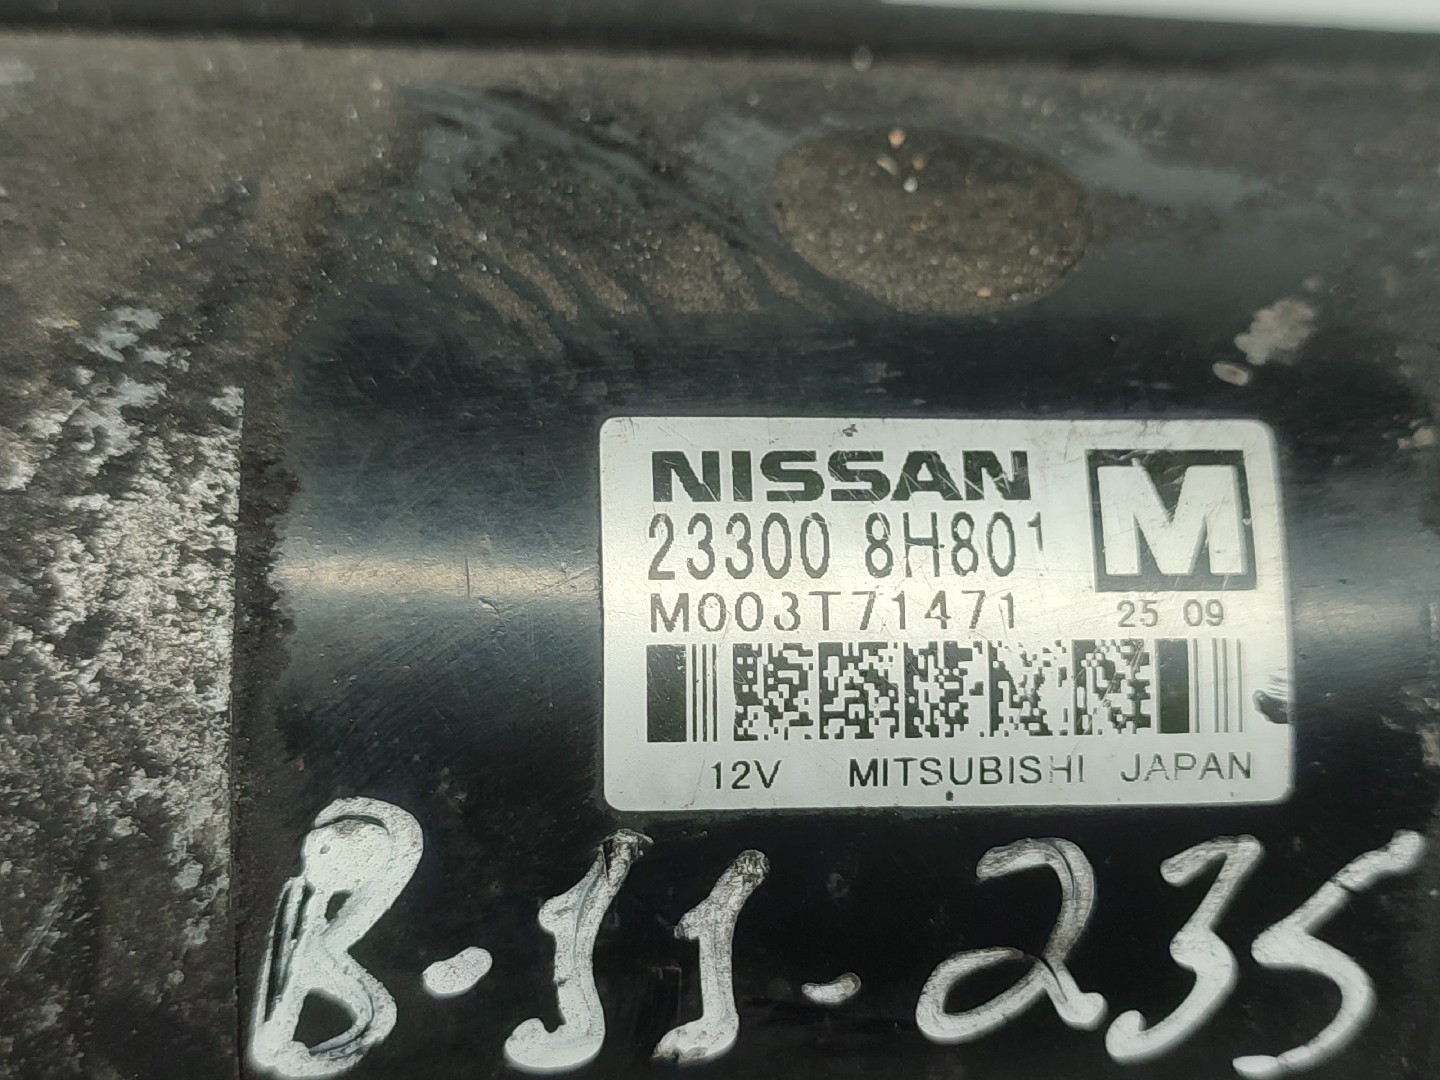 NISSAN
23300 8H801
M
M003T71471
25 09
12V MITSUBISHI JAPAN
B-11-235